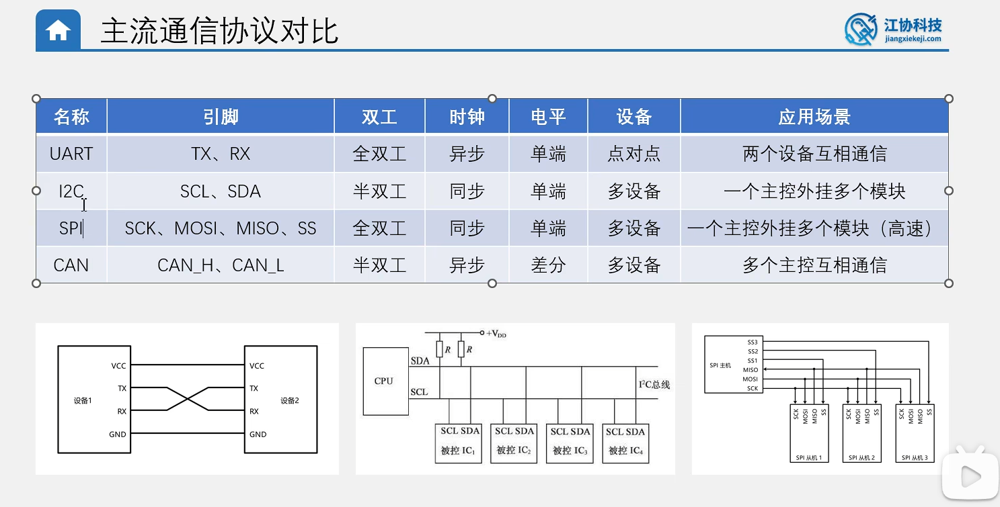 主流通信协议对比
江协科技
jiangxiekeji.com
名称 引脚 双工 时钟 电平 设备 应用场景
UART TX、RX 全双工 异步 单端 点对点 两个设备互相通信
I2C SCL、SDA 半双工 同步 单端 多设备 一个主控外挂多个模块
SPI SCK、MOSI、MISO、SS 全双工 同步 单端 多设备 一个主控外挂多个模块（高速）
CAN CAN_H、CAN_L 半双工 异步 差分 多设备 多个主控互相通信
VCC VCC
TX TX
设备1 设备2
RX RX
GND GND
+VDD
R R
SDA
CPU
SCL
I²C总线
SCL SDA SCL SDA SCL SDA SCL SDA
被控 IC1 被控 IC2 被控 IC3 被控 IC4
SS3
SS2
SS1
SPI 主机
MISO
MOSI
SCK
SCK MOSI MISO SS SCK MOSI MISO SS SCK MOSI MISO SS
SPI 从机 1 SPI 从机 2 SPI 从机 3